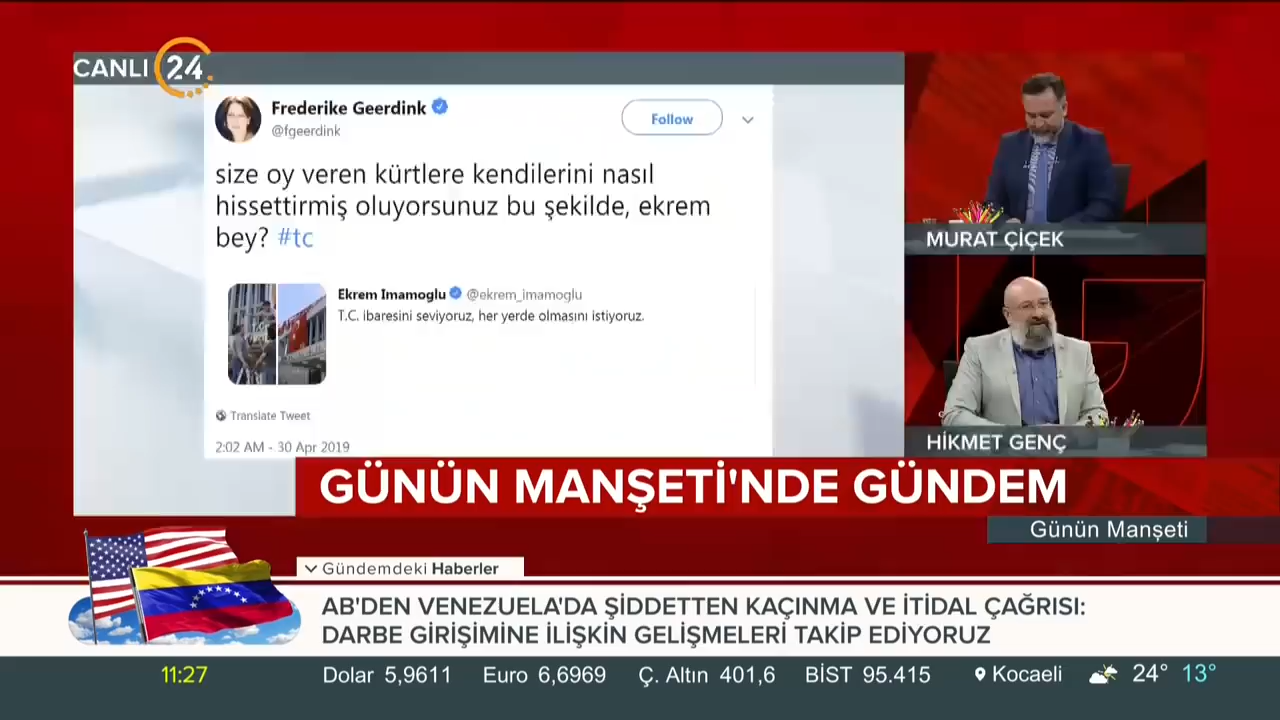 CANLI 24
Frederike Geerdink
@fgeerdink
Follow
size oy veren kürtlere kendilerini nasıl
hissettirmiş oluyorsunuz bu şekilde, ekrem
bey? #tc
Ekrem Imamoglu @ekrem_imamoglu
T.C. ibaresini seviyoruz, her yerde olmasını istiyoruz.
Translate Tweet
2:02 AM - 30 Apr 2019
MURAT ÇİÇEK
HİKMET GENÇ
GÜNÜN MANŞETİ'NDE GÜNDEM
Günün Manşeti
Gündemdeki Haberler
AB'DEN VENEZUELA'DA ŞİDDETTEN KAÇINMA VE İTİDAL ÇAĞRISI:
DARBE GİRİŞİMİNE İLİŞKİN GELİŞMELERİ TAKİP EDİYORUZ
11:27 Dolar 5,9611 Euro 6,6969 Ç. Altın 401,6 BİST 95.415 Kocaeli 24° 13°